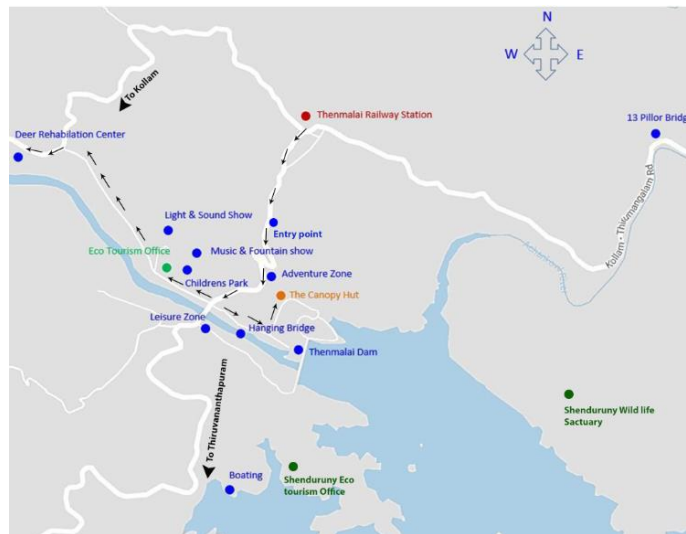 N
W
E
To Kollam
Thenmalai Railway Station
13 Pillor Bridg
Deer Rehabilation Center
Light & Sound Show
Entry point
Kollam - Thirumangalam Rd
Eco Tourism Office
Music & Fountain show
Childrens Park
Adventure Zone
The Canopy Hut
Leisure Zone
Hanging Bridge
Thenmalai Dam
To Thiruvananthapuram
Shenduruny Wild life
Sactuary
Boating
Shenduruny Eco
tourism Office